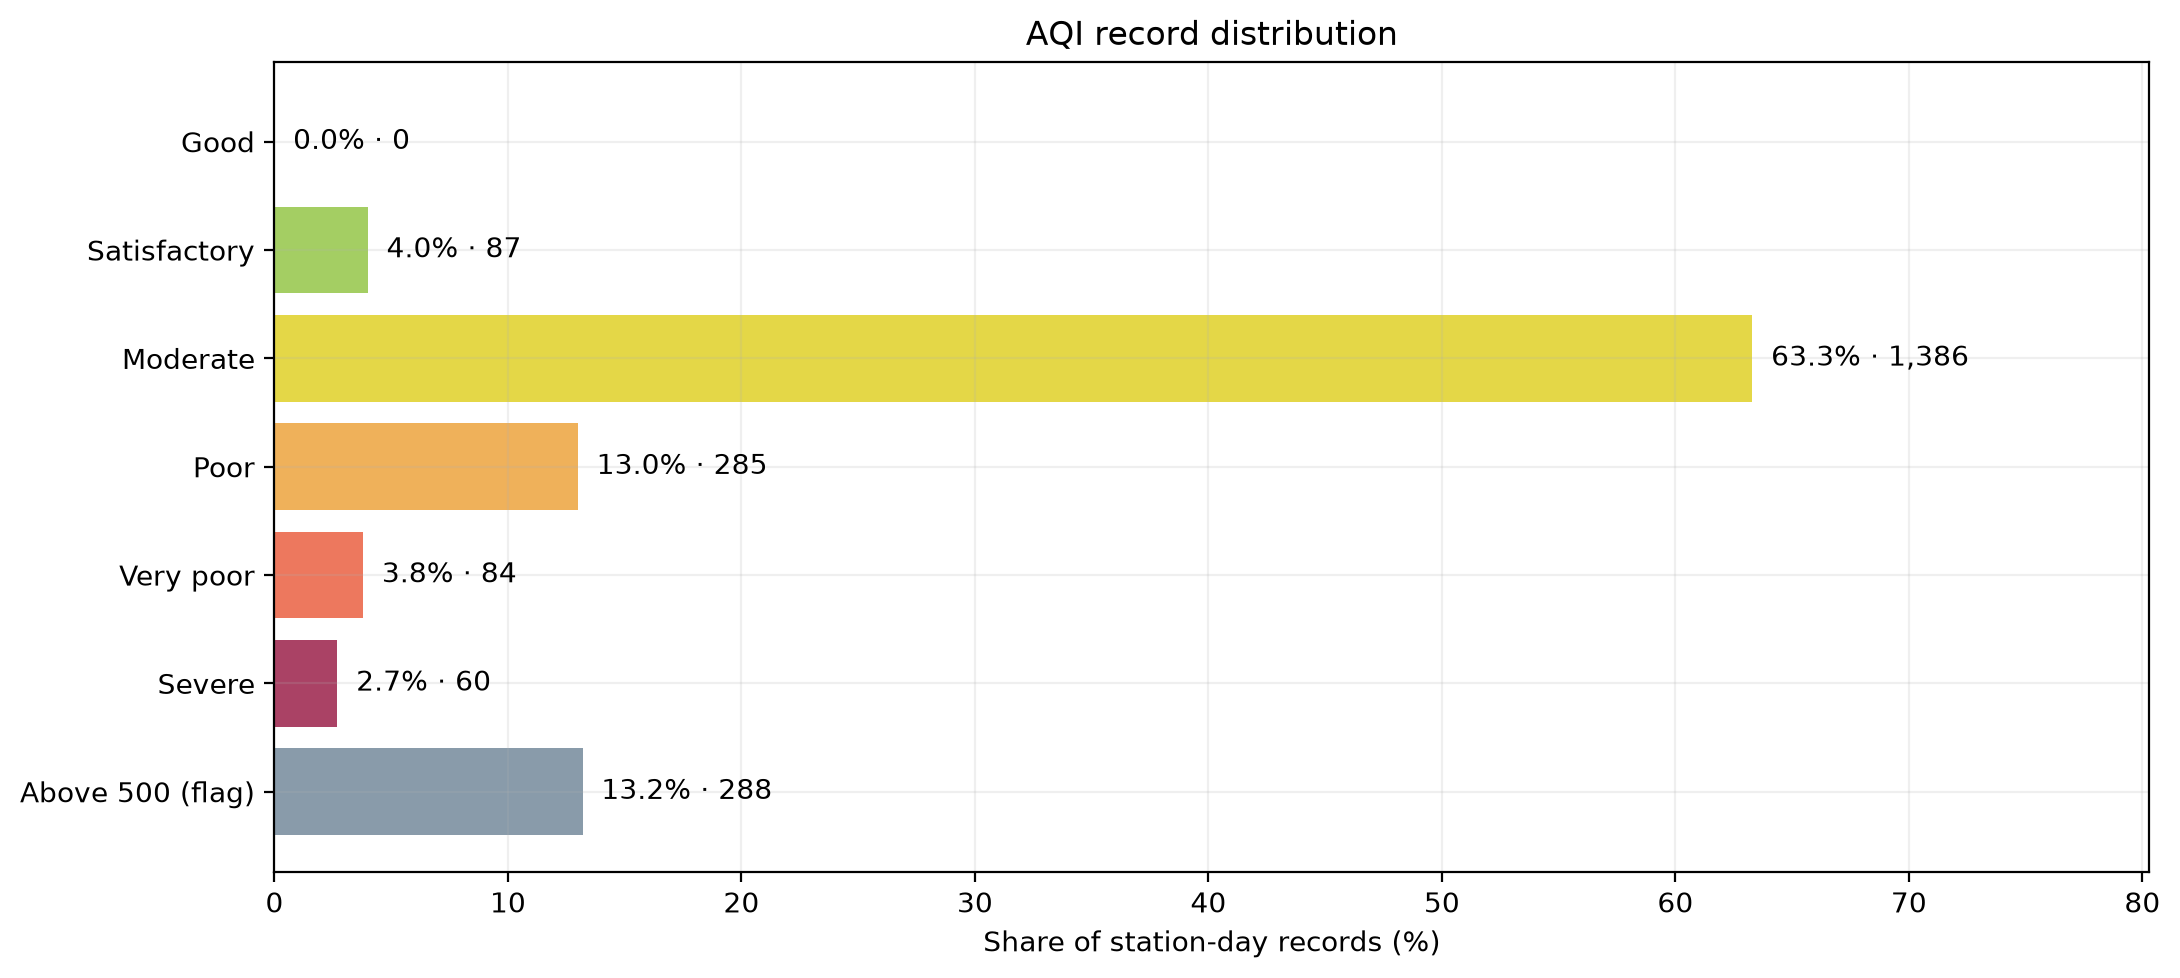 AQI record distribution
Good 0.0% · 0
Satisfactory 4.0% · 87
Moderate 63.3% · 1,386
Poor 13.0% · 285
Very poor 3.8% · 84
Severe 2.7% · 60
Above 500 (flag) 13.2% · 288
0 10 20 30 40 50 60 70 80
Share of station-day records (%)